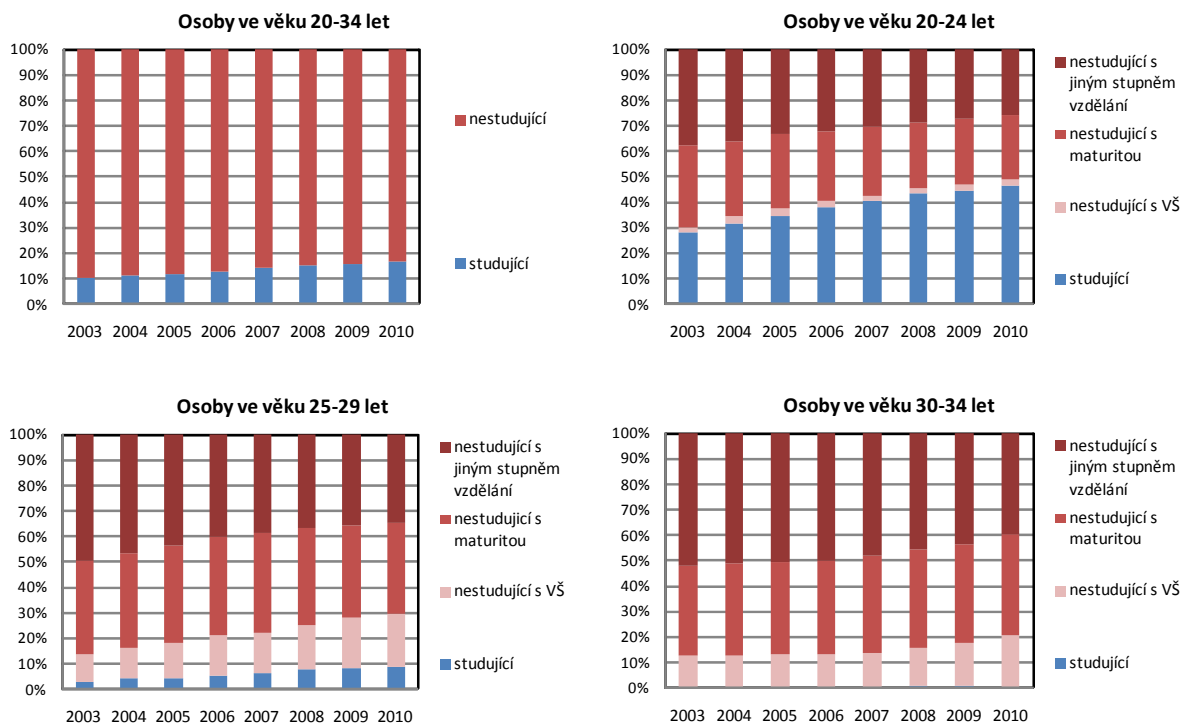 Osoby ve věku 20-34 let
100%
90%
80%
70%
60%
50%
40%
30%
20%
10%
0%
2003 2004 2005 2006 2007 2008 2009 2010
nestudující
studující
Osoby ve věku 20-24 let
100%
90%
80%
70%
60%
50%
40%
30%
20%
10%
0%
2003 2004 2005 2006 2007 2008 2009 2010
nestudující s
jiným stupněm
vzdělání
nestudujicí s
maturitou
nestudující s VŠ
studující
Osoby ve věku 25-29 let
100%
90%
80%
70%
60%
50%
40%
30%
20%
10%
0%
2003 2004 2005 2006 2007 2008 2009 2010
nestudující s
jiným stupněm
vzdělání
nestudujicí s
maturitou
nestudující s VŠ
studující
Osoby ve věku 30-34 let
100%
90%
80%
70%
60%
50%
40%
30%
20%
10%
0%
2003 2004 2005 2006 2007 2008 2009 2010
nestudující s
jiným stupněm
vzdělání
nestudujicí s
maturitou
nestudující s VŠ
studující